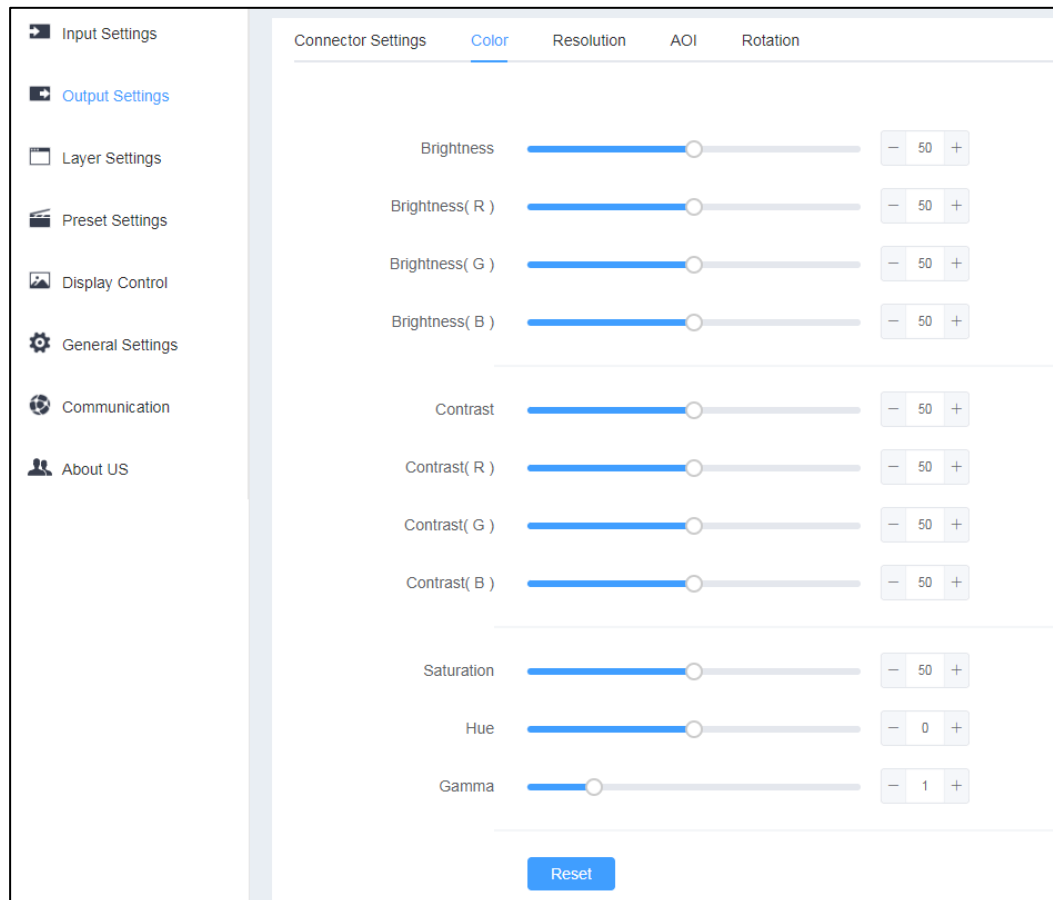 Input Settings
Output Settings
Layer Settings
Preset Settings
Display Control
General Settings
Communication
About US
Connector Settings Color Resolution AOI Rotation
Brightness − 50 +
Brightness( R ) − 50 +
Brightness( G ) − 50 +
Brightness( B ) − 50 +
Contrast − 50 +
Contrast( R ) − 50 +
Contrast( G ) − 50 +
Contrast( B ) − 50 +
Saturation − 50 +
Hue − 0 +
Gamma − 1 +
Reset